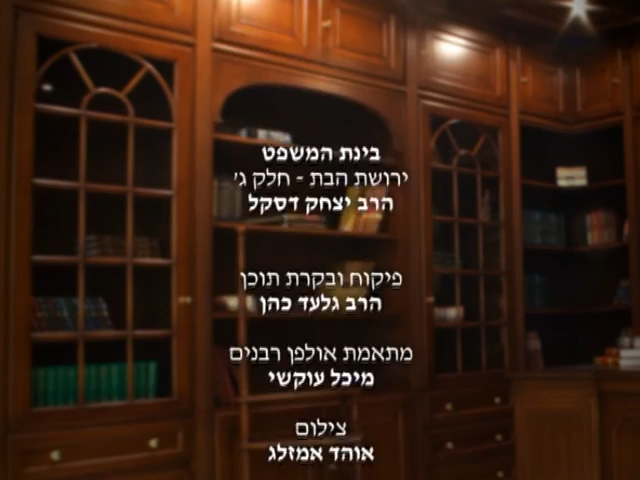 בינת המשפט
ירושת הבת - חלק ג'
הרב יצחק דסקל
פיקוח ובקרת תוכן
הרב גלעד כהן
מתאמת אולפן רבנים
מיכל עוקשי
צילום
אוהד אמזלג